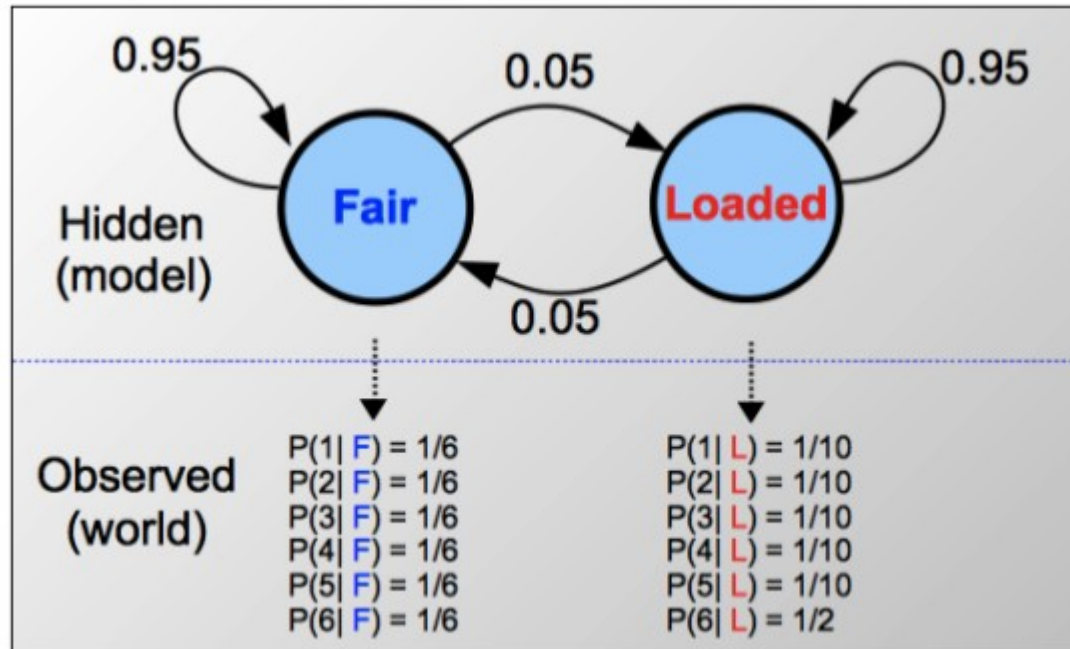 0.95
0.05
0.95
Fair
Loaded
Hidden
(model)
0.05
Observed
(world)
P(1| F) = 1/6
P(2| F) = 1/6
P(3| F) = 1/6
P(4| F) = 1/6
P(5| F) = 1/6
P(6| F) = 1/6
P(1| L) = 1/10
P(2| L) = 1/10
P(3| L) = 1/10
P(4| L) = 1/10
P(5| L) = 1/10
P(6| L) = 1/2